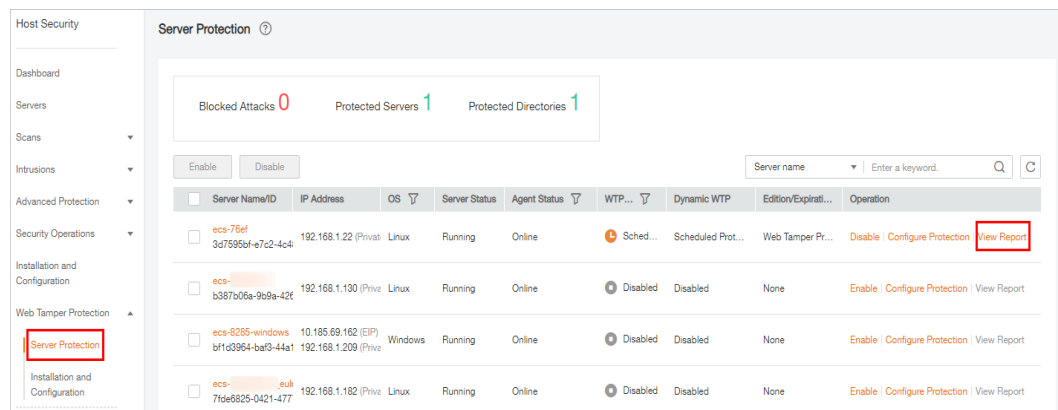 Host Security
Server Protection
Dashboard
Servers
Scans
Intrusions
Advanced Protection
Security Operations
Installation and
Configuration
Web Tamper Protection
Server Protection
Installation and
Configuration
Blocked Attacks 0 Protected Servers 1 Protected Directories 1
Enable Disable Server name Enter a keyword. C
Server Name/ID IP Address OS Server Status Agent Status WTP... Dynamic WTP Edition/Expirati... Operation
ecs-76ef
3d7595bf-e7c2-4c4 192.168.1.22 (Privat Linux Running Online Sched... Scheduled Prot... Web Tamper Pr... Disable Configure Protection View Report
ecs-
b387b06a-9b9a-426 192.168.1.130 (Priva Linux Running Online Disabled Disabled None Enable Configure Protection View Report
ecs-8285-windows 10.185.69.162 (EIP)
bf1d3964-baf3-44a1 192.168.1.209 (Priva Windows Running Online Disabled Disabled None Enable Configure Protection View Report
ecs- _eul
7fde6825-0421-477 192.168.1.182 (Priva Linux Running Online Disabled Disabled None Enable Configure Protection View Report